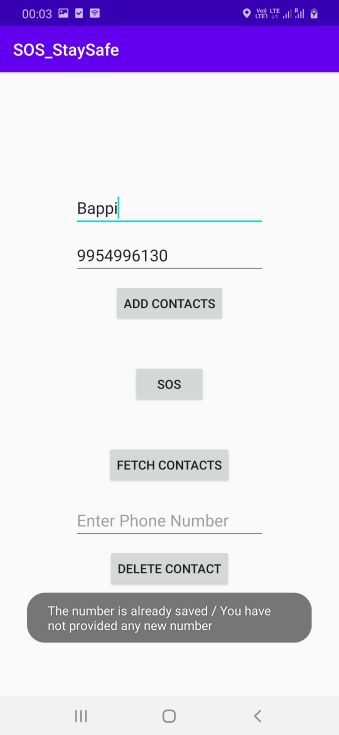 00:03
SOS_StaySafe
Bappi
9954996130
ADD CONTACTS
SOS
FETCH CONTACTS
Enter Phone Number
DELETE CONTACT
The number is already saved / You have
not provided any new number